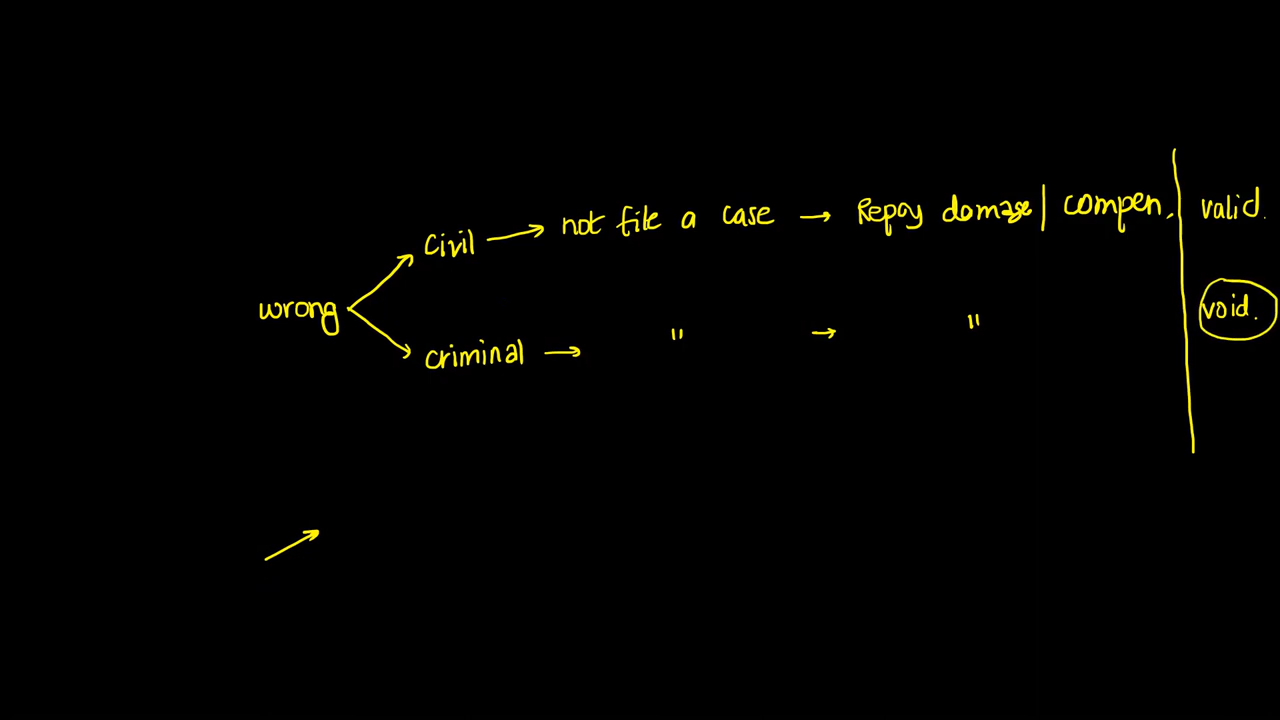 civil → not file a case → Repay damage | compen. | valid.
wrong
criminal → " → " void.